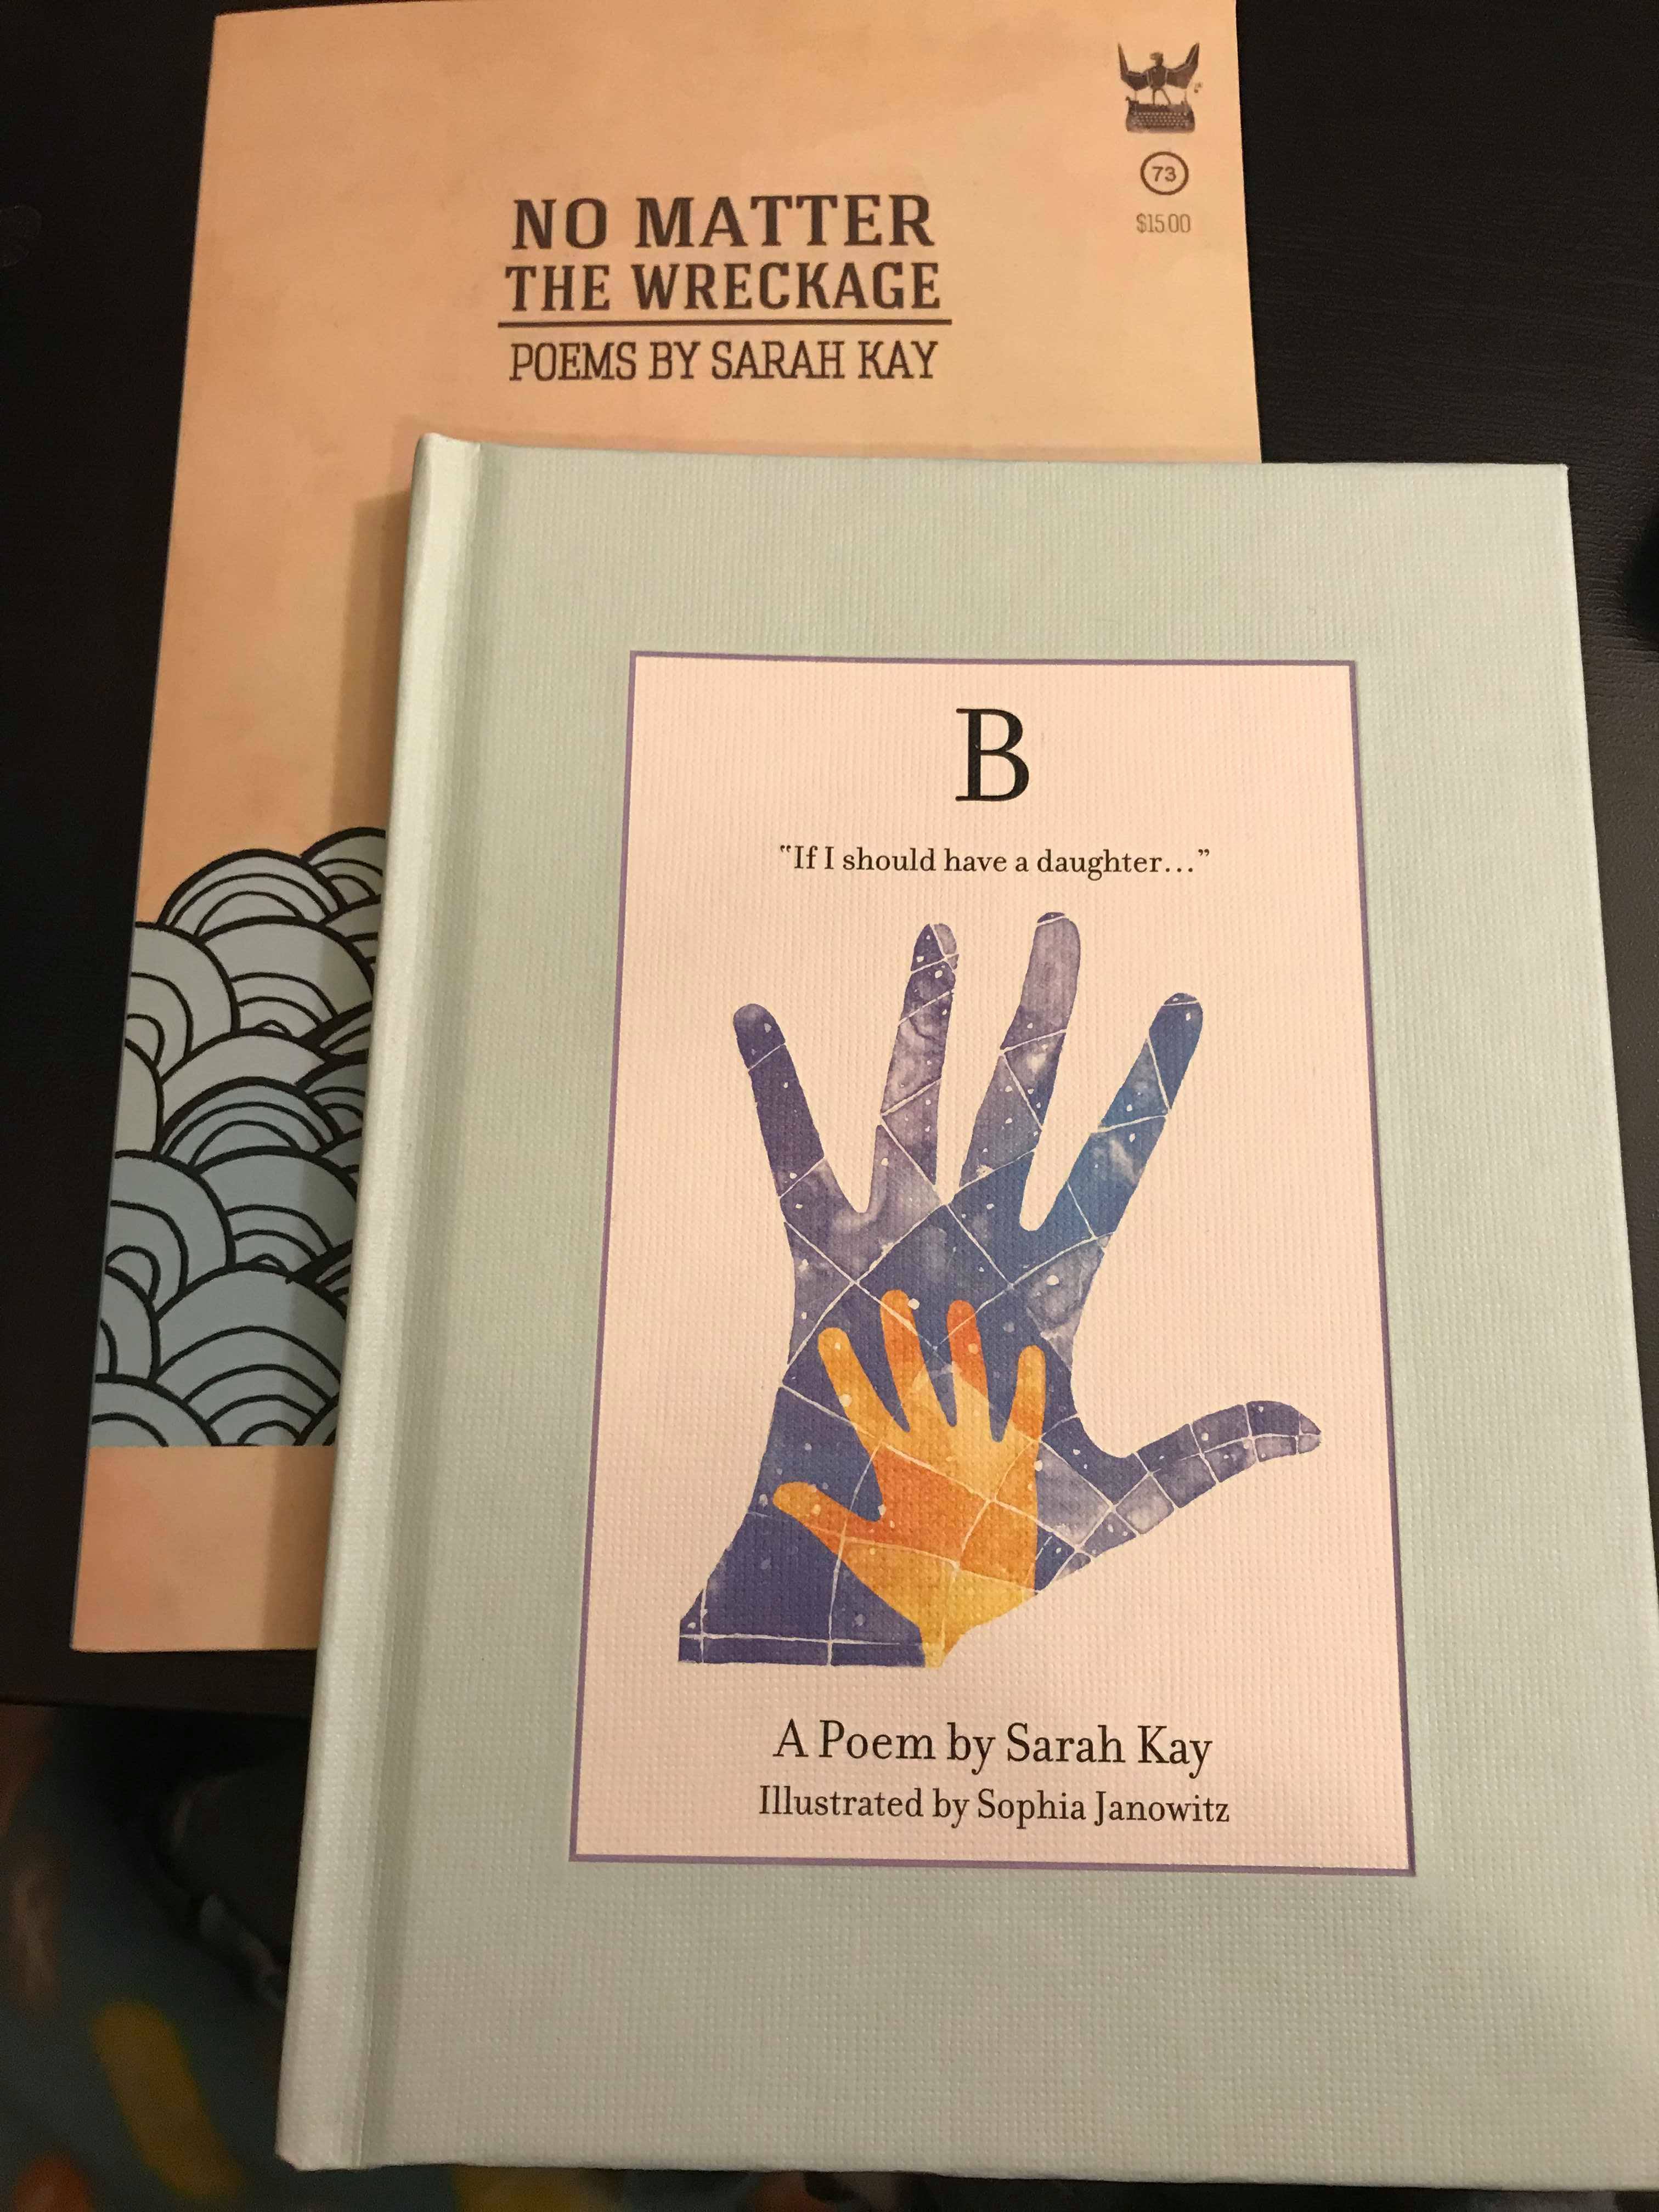 NO MATTER
THE WRECKAGE
POEMS BY SARAH KAY
73
$15.00
B
"If I should have a daughter..."
A Poem by Sarah Kay
Illustrated by Sophia Janowitz